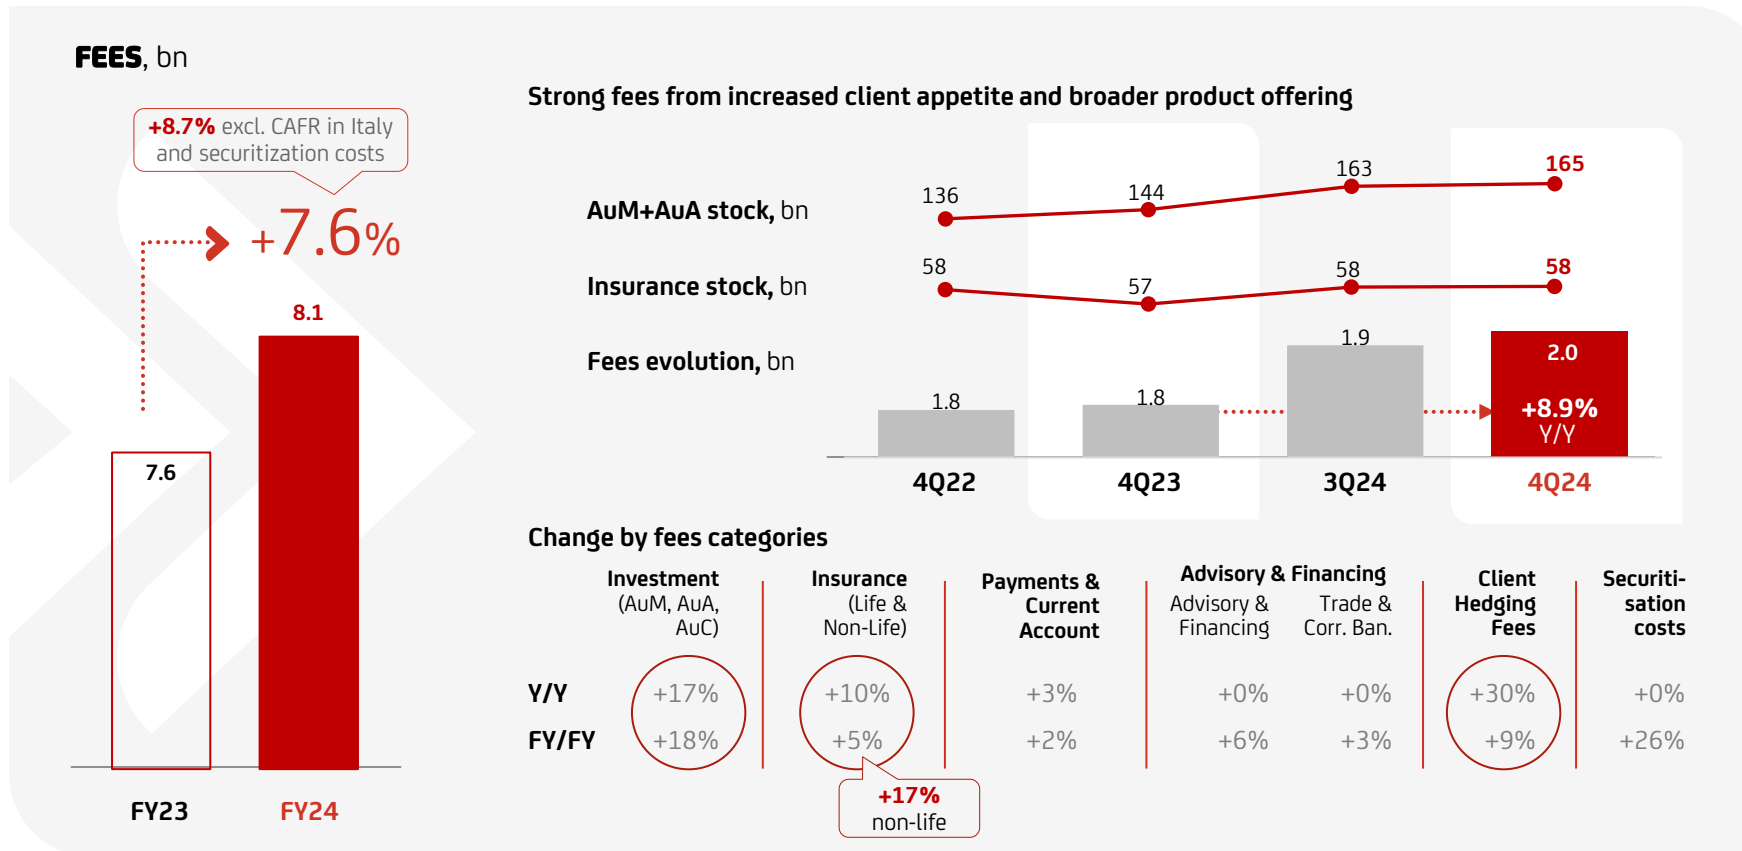 FEES, bn
+8.7% excl. CAFR in Italy
and securitization costs
+7.6%
8.1
7.6
FY23
FY24
Strong fees from increased client appetite and broader product offering
AuM+AuA stock, bn
136
144
163
165
Insurance stock, bn
58
57
58
58
Fees evolution, bn
1.8
1.8
1.9
2.0
+8.9%
Y/Y
4Q22
4Q23
3Q24
4Q24
Change by fees categories
Investment
(AuM, AuA,
AuC)
Insurance
(Life &
Non-Life)
Payments &
Current
Account
Advisory & Financing
Advisory &
Financing
Trade &
Corr. Ban.
Client
Hedging
Fees
Securiti-
sation
costs
Y/Y +17% +10% +3% +0% +0% +30% +0%
FY/FY +18% +5% +2% +6% +3% +9% +26%
+17%
non-life